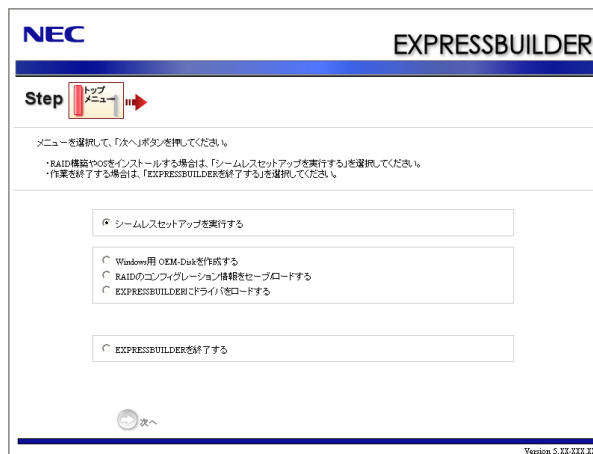 NEC
EXPRESSBUILDER
Step
トップ
メニュー
メニューを選択して、「次へ」ボタンを押してください。
・RAID構築やOSをインストールする場合は、「シームレスセットアップを実行する」を選択してください。
・作業を終了する場合は、「EXPRESSBUILDERを終了する」を選択してください。
シームレスセットアップを実行する
Windows用 OEM-Diskを作成する
RAIDのコンフィグレーション情報をセーブ/ロードする
EXPRESSBUILDERにドライバをロードする
EXPRESSBUILDERを終了する
次へ
Version 5.XX-XXX.XX